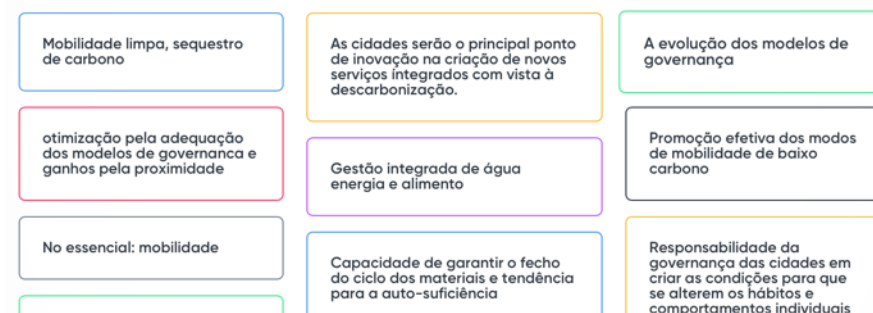 Mobilidade limpa, sequestro
de carbono
otimização pela adequação
dos modelos de governanca e
ganhos pela proximidade
No essencial: mobilidade
As cidades serão o principal ponto
de inovação na criação de novos
serviços integrados com vista à
descarbonização.
Gestão integrada de água
energia e alimento
Capacidade de garantir o fecho
do ciclo dos materiais e tendência
para a auto-suficiência
A evolução dos modelos de
governança
Promoção efetiva dos modos
de mobilidade de baixo
carbono
Responsabilidade da
governança das cidades em
criar as condições para que
se alterem os hábitos e
comportamentos individuais